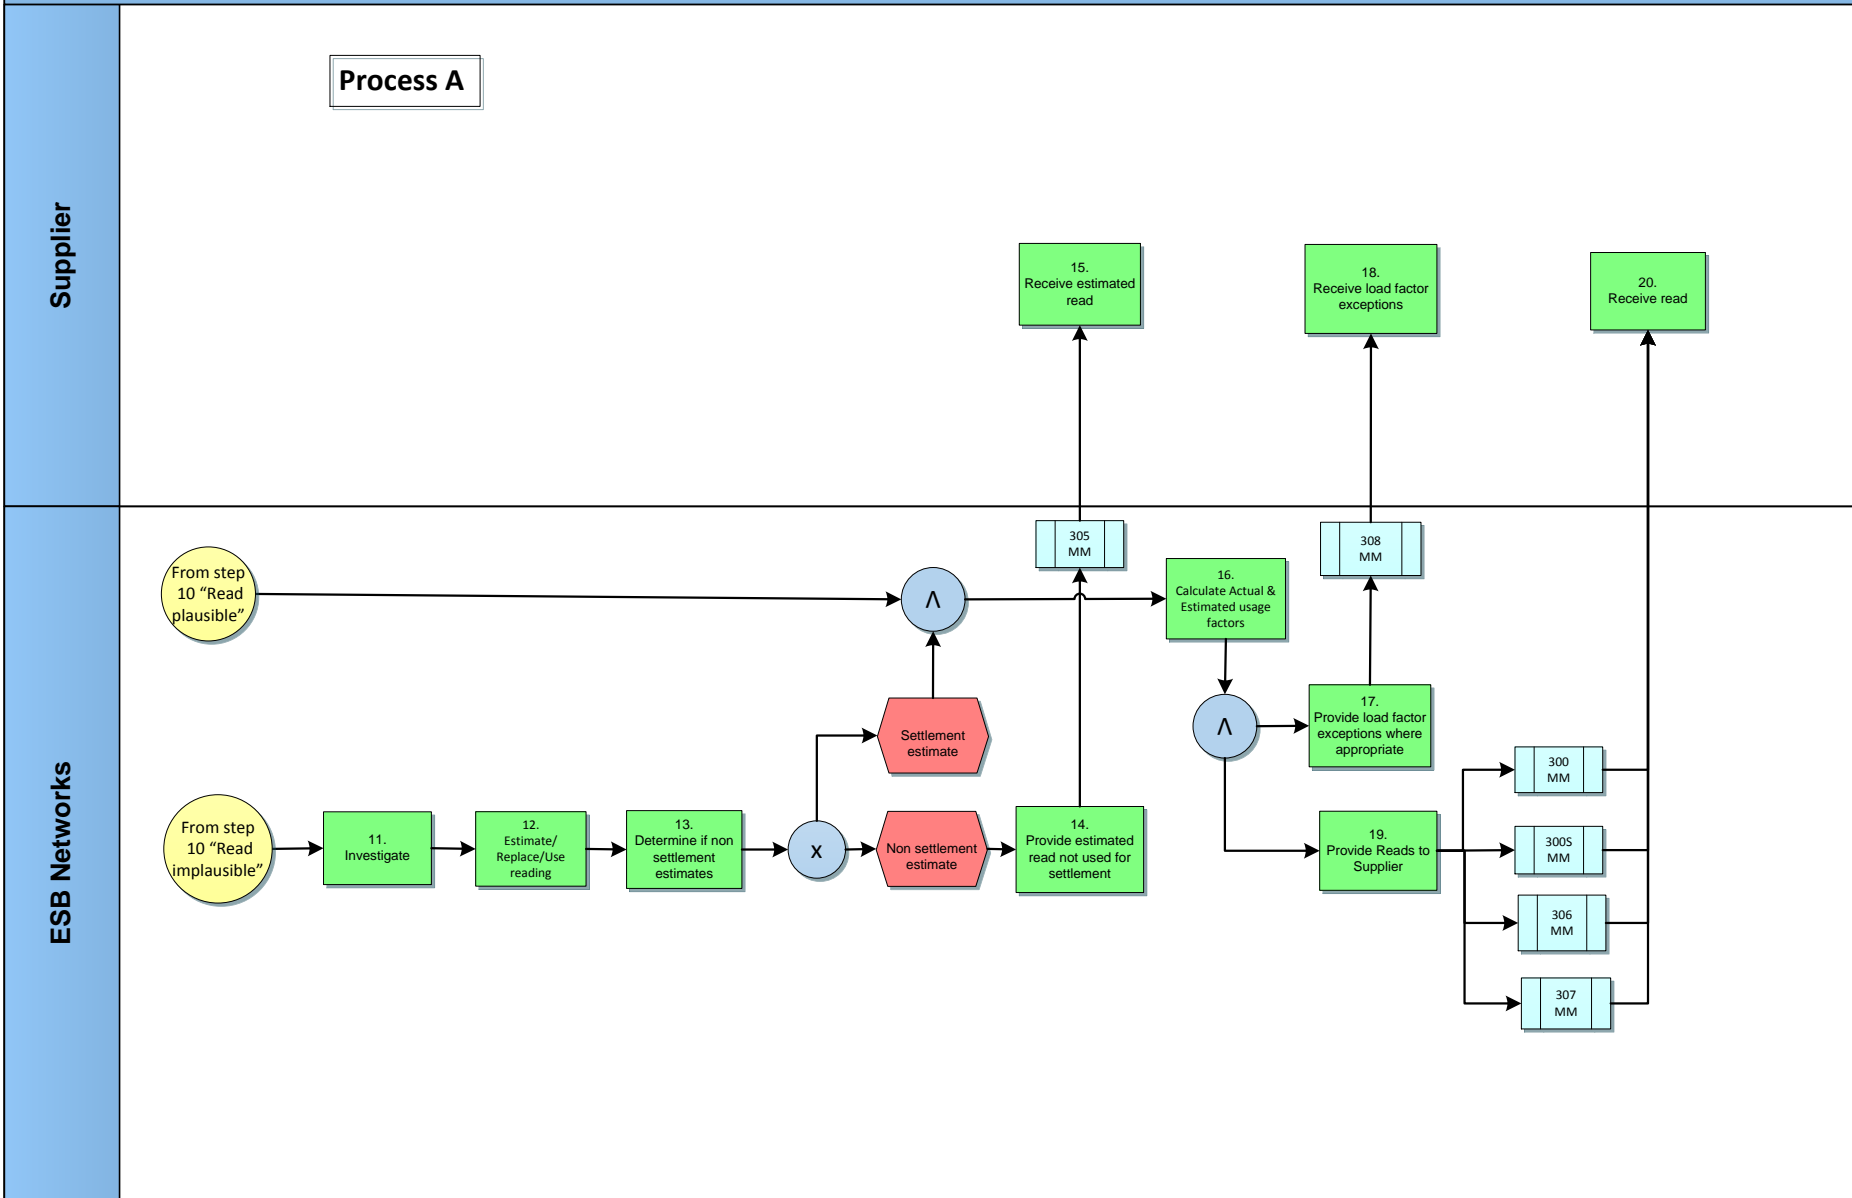 Process A
Supplier
15.
Receive estimated
read
18.
Receive load factor
exceptions
20.
Receive read
ESB Networks
From step
10 “Read
plausible”
Λ
305
MM
16.
Calculate Actual &
Estimated usage
factors
308
MM
Settlement
estimate
Λ
17.
Provide load factor
exceptions where
appropriate
From step
10 “Read
implausible”
11.
Investigate
12.
Estimate/
Replace/Use
reading
13.
Determine if non
settlement
estimates
x
Non settlement
estimate
14.
Provide estimated
read not used for
settlement
19.
Provide Reads to
Supplier
300
MM
300S
MM
306
MM
307
MM